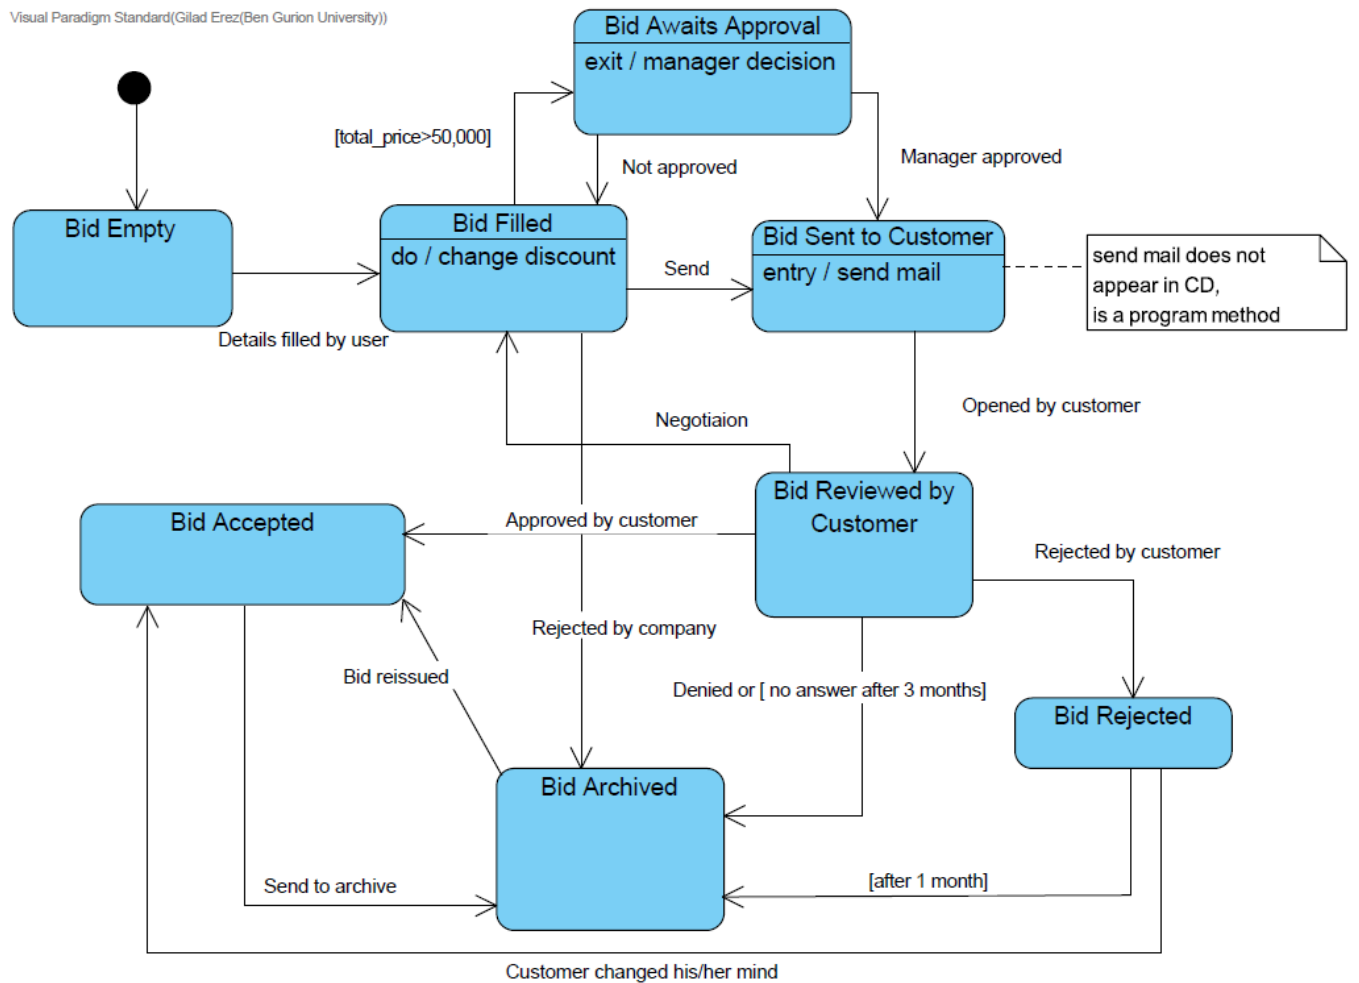 Visual Paradigm Standard(Gilad Erez(Ben Gurion University))
Bid Awaits Approval
exit / manager decision
[total_price>50,000]
Not approved
Manager approved
Bid Empty
Bid Filled
do / change discount
Send
Bid Sent to Customer
entry / send mail
send mail does not
appear in CD,
is a program method
Details filled by user
Opened by customer
Negotiaion
Bid Reviewed by
Customer
Bid Accepted
Approved by customer
Rejected by customer
Rejected by company
Bid reissued
Denied or [ no answer after 3 months]
Bid Rejected
Bid Archived
Send to archive
[after 1 month]
Customer changed his/her mind